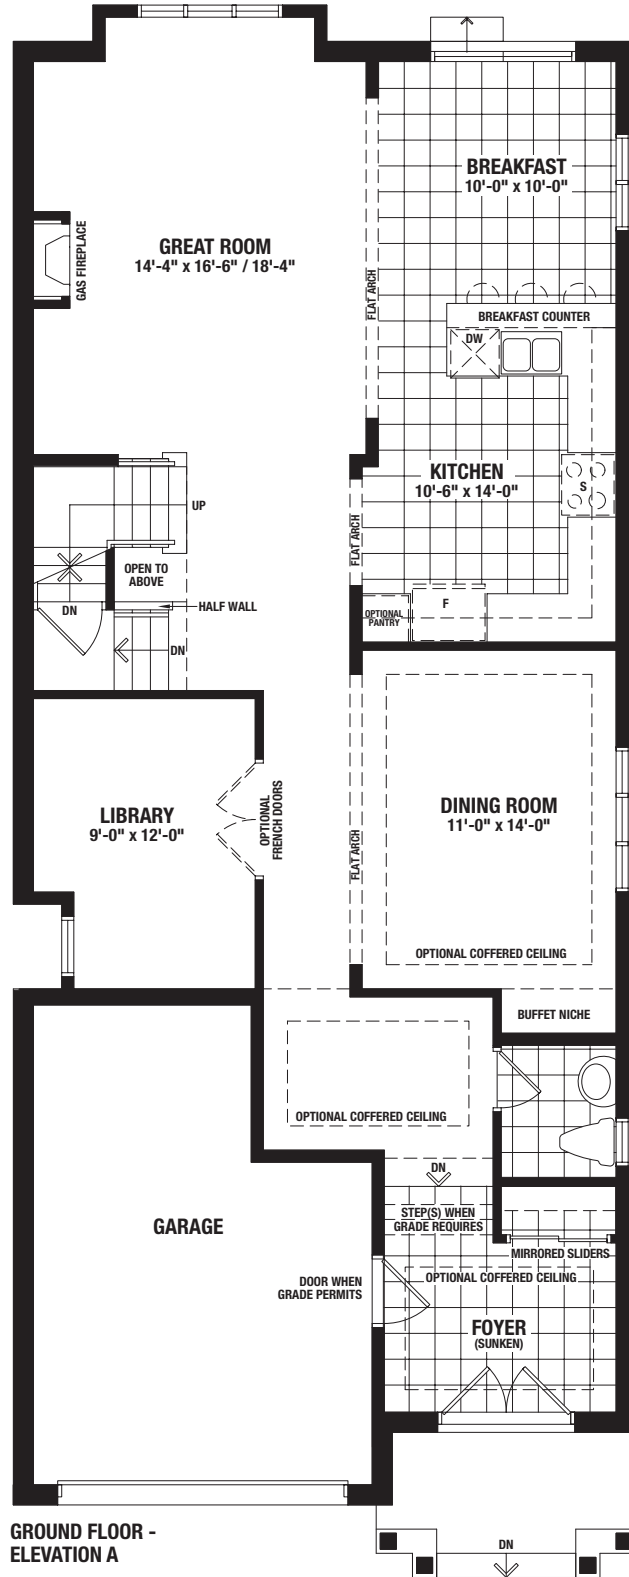 BREAKFAST
10'-0" x 10'-0"
GREAT ROOM
14'-4" x 16'-6" / 18'-4"
GAS FIREPLACE
FLAT ARCH
BREAKFAST COUNTER
DW
KITCHEN
10'-6" x 14'-0"
S
UP
FLAT ARCH
OPEN TO
ABOVE
DN
HALF WALL
F
OPTIONAL
PANTRY
DN
LIBRARY
9'-0" x 12'-0"
OPTIONAL
FRENCH DOORS
DINING ROOM
11'-0" x 14'-0"
FLAT ARCH
OPTIONAL COFFERED CEILING
BUFFET NICHE
OPTIONAL COFFERED CEILING
DN
STEP(S) WHEN
GRADE REQUIRES
GARAGE
MIRRORED SLIDERS
DOOR WHEN
GRADE PERMITS
OPTIONAL COFFERED CEILING
FOYER
(SUNKEN)
GROUND FLOOR -
ELEVATION A
DN